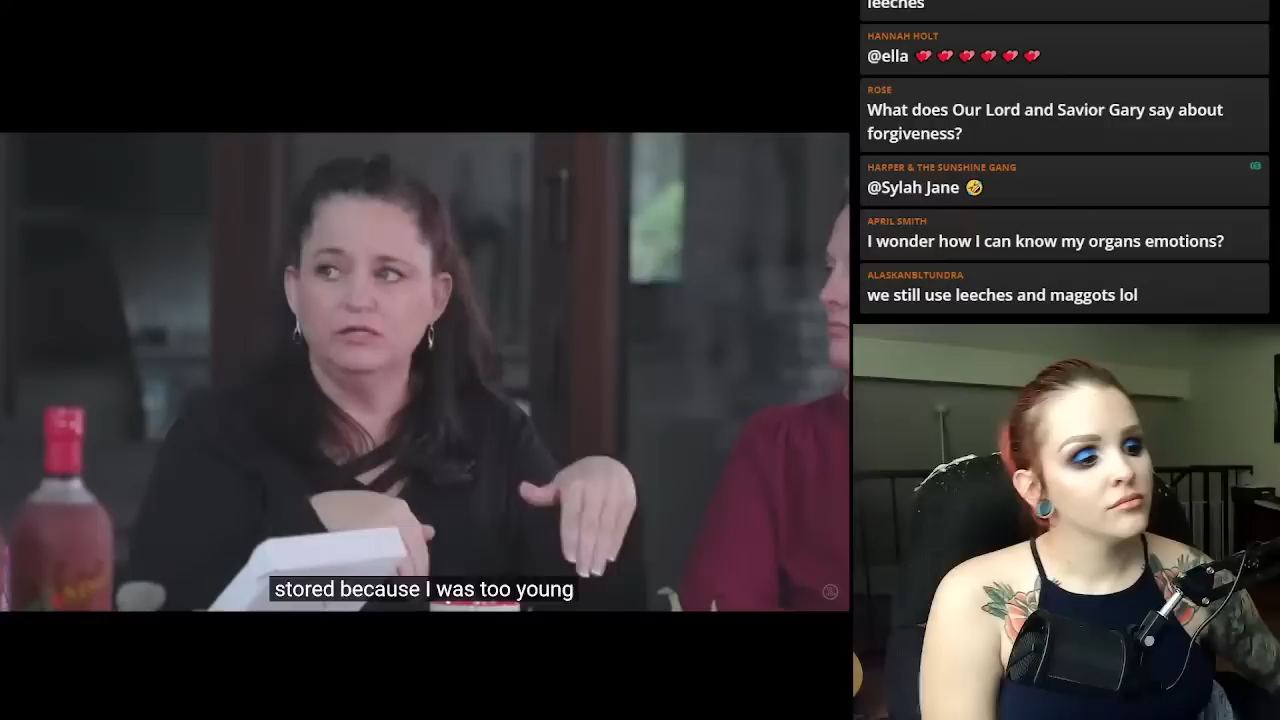 leeches
HANNAH HOLT
@ella
ROSE
What does Our Lord and Savior Gary say about
forgiveness?
HARPER & THE SUNSHINE GANG
@Sylah Jane
APRIL SMITH
I wonder how I can know my organs emotions?
ALASKANBLTUNDRA
we still use leeches and maggots lol
stored because I was too young